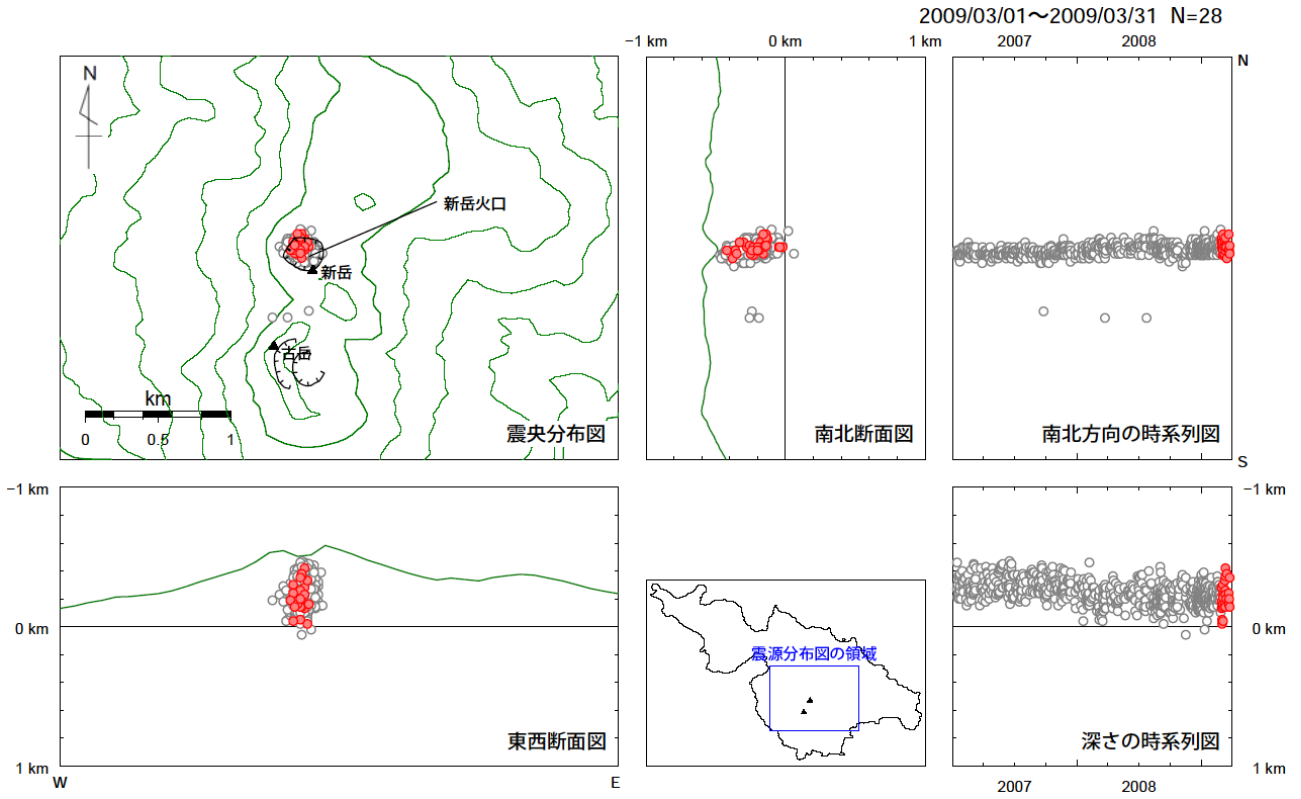 2009/03/01～2009/03/31 N=28
−1 km 0 km 1 km 2007 2008
N
N
新岳火口
新岳
古岳
km
0 0.5 1
震央分布図
南北断面図
南北方向の時系列図
S
−1 km
−1 km
0 km
0 km
震源分布図の領域
東西断面図
深さの時系列図
1 km
1 km
W E
2007 2008